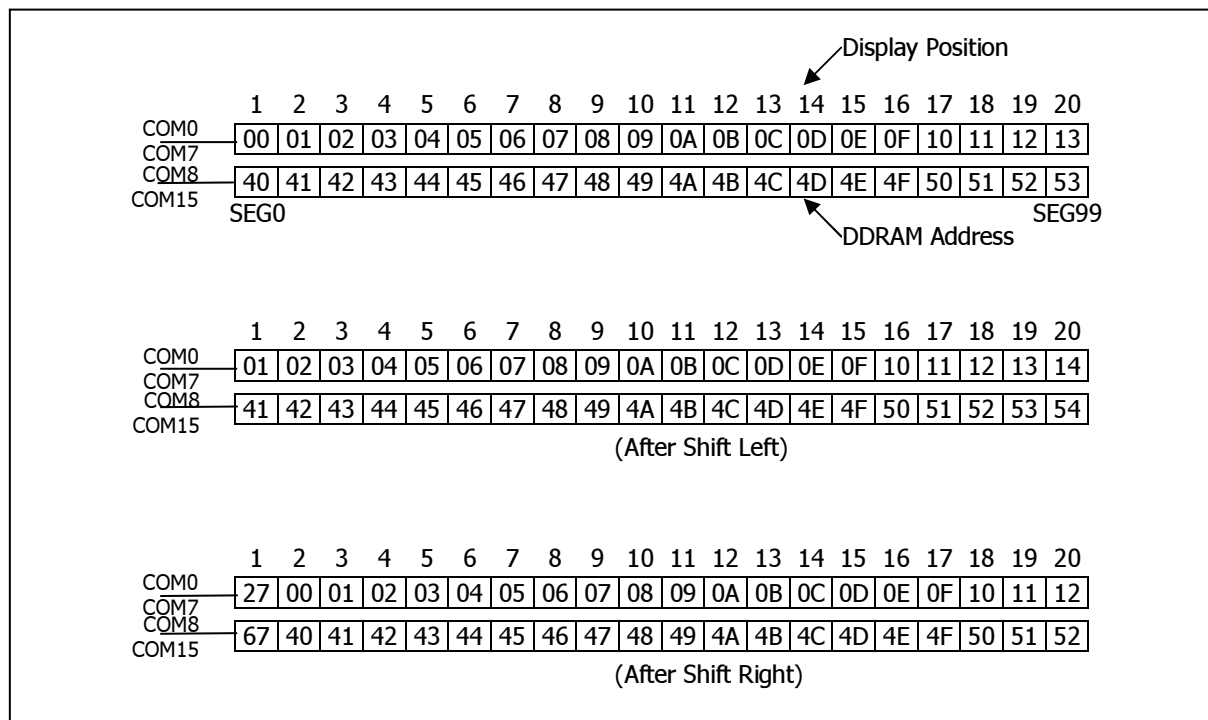 Display Position
1 2 3 4 5 6 7 8 9 10 11 12 13 14 15 16 17 18 19 20
COM0
00 01 02 03 04 05 06 07 08 09 0A 0B 0C 0D 0E 0F 10 11 12 13
COM7
COM8
40 41 42 43 44 45 46 47 48 49 4A 4B 4C 4D 4E 4F 50 51 52 53
COM15
SEG0 SEG99
DDRAM Address
1 2 3 4 5 6 7 8 9 10 11 12 13 14 15 16 17 18 19 20
COM0
01 02 03 04 05 06 07 08 09 0A 0B 0C 0D 0E 0F 10 11 12 13 14
COM7
COM8
41 42 43 44 45 46 47 48 49 4A 4B 4C 4D 4E 4F 50 51 52 53 54
COM15
(After Shift Left)
1 2 3 4 5 6 7 8 9 10 11 12 13 14 15 16 17 18 19 20
COM0
27 00 01 02 03 04 05 06 07 08 09 0A 0B 0C 0D 0E 0F 10 11 12
COM7
COM8
67 40 41 42 43 44 45 46 47 48 49 4A 4B 4C 4D 4E 4F 50 51 52
COM15
(After Shift Right)